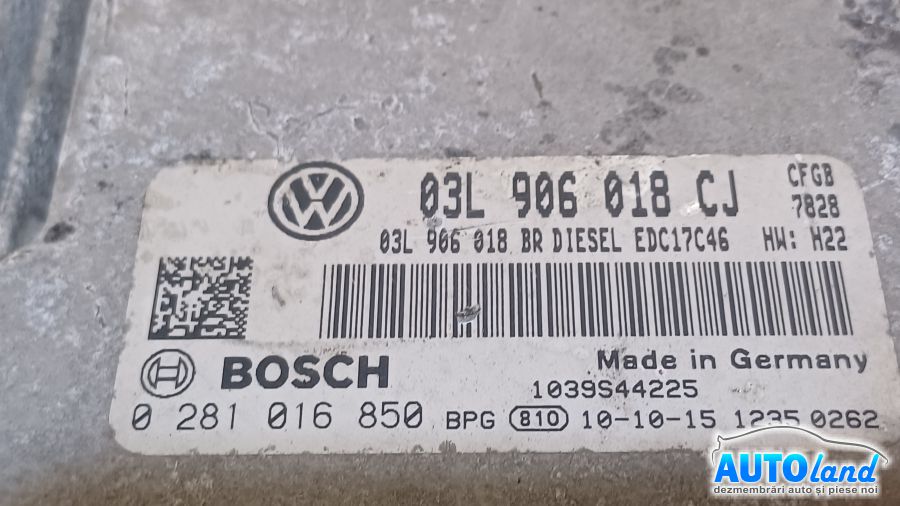 03L 906 018 CJ CFGB
7828
03L 906 018 BR DIESEL EDC17C46 HW: H22
BOSCH Made in Germany
1039S44225
0 281 016 850 BPG 810 10-10-15 1235 0262
AUTOland
dezmembrări auto și piese noi